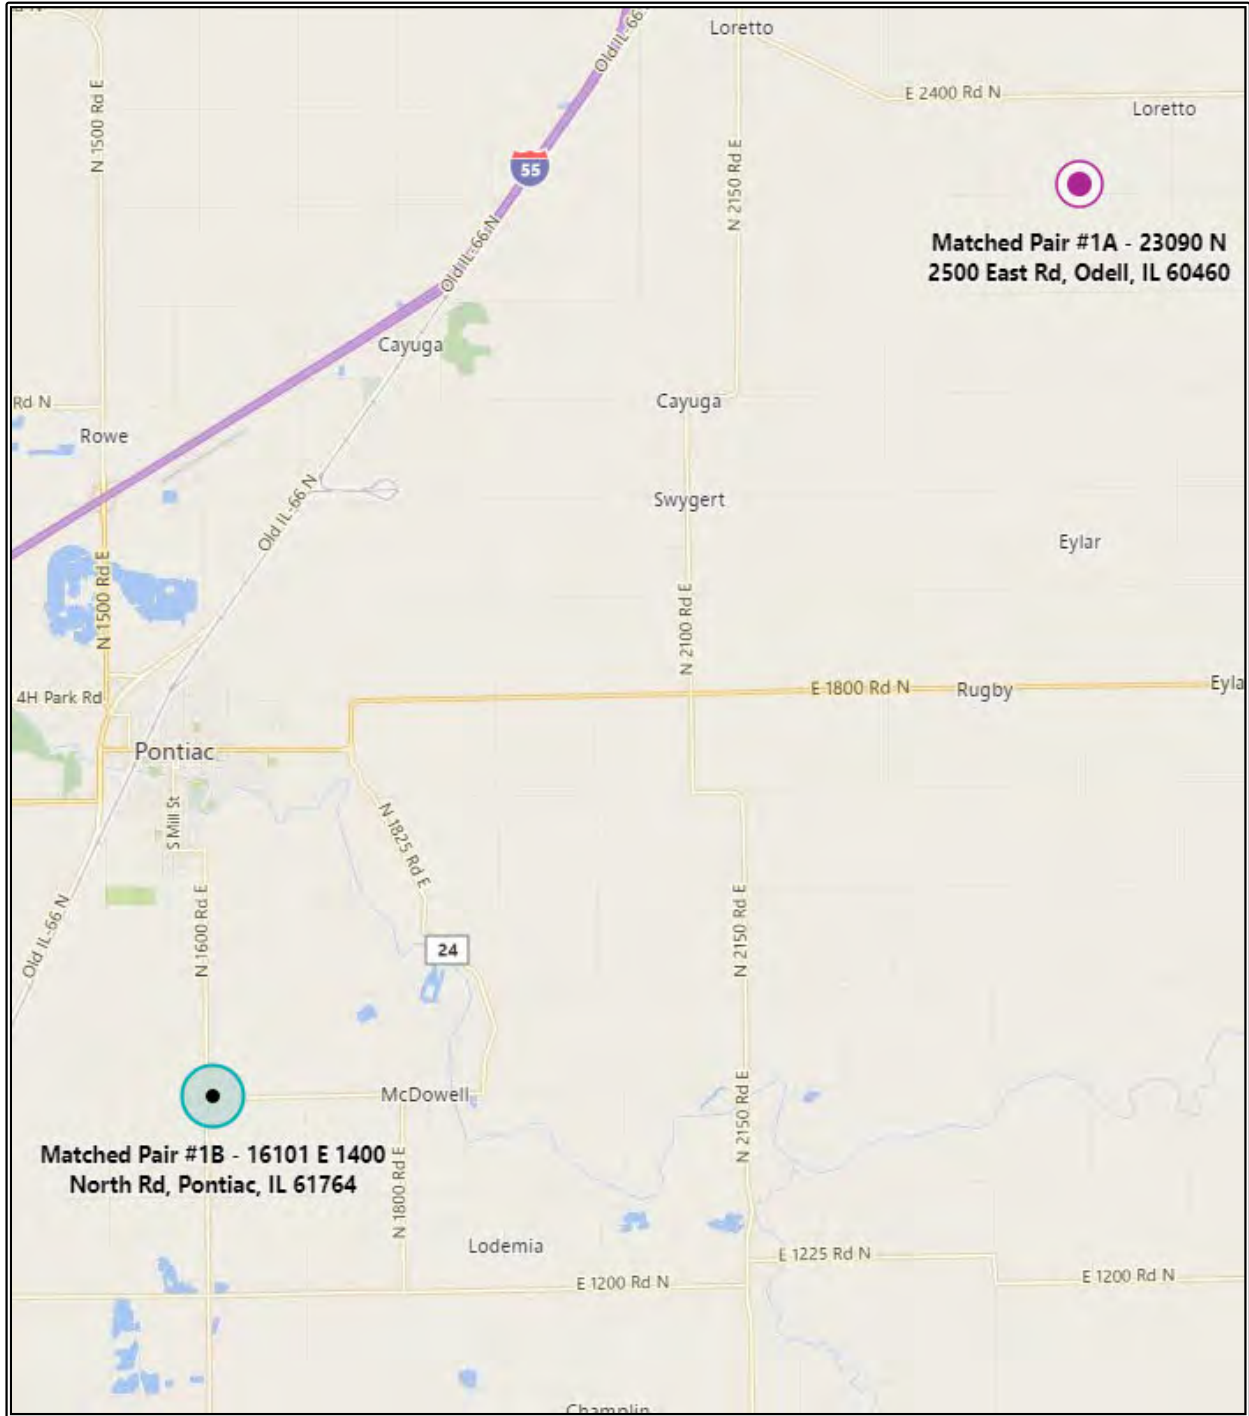 Loretto
Old IL-66
E 2400 Rd N
N 1500 Rd E
Loretto
55
N 2150 Rd E
Matched Pair #1A - 23090 N
2500 East Rd, Odell, IL 60460
Old IL-66 N
Cayuga
Cayuga
Rd N
Rowe
Swygert
Old IL-66 N
Eylar
N 1500 Rd E
N 2100 Rd E
4H Park Rd
E 1800 Rd N
Rugby
Eyla
Pontiac
S Mill St
N 1825 Rd E
Old IL-66 N
N 1600 Rd E
24
N 2150 Rd E
McDowell
N 2150 Rd E
Matched Pair #1B - 16101 E 1400
North Rd, Pontiac, IL 61764
N 1800 Rd E
Lodemia
E 1225 Rd N
E 1200 Rd N
E 1200 Rd N
Champlin